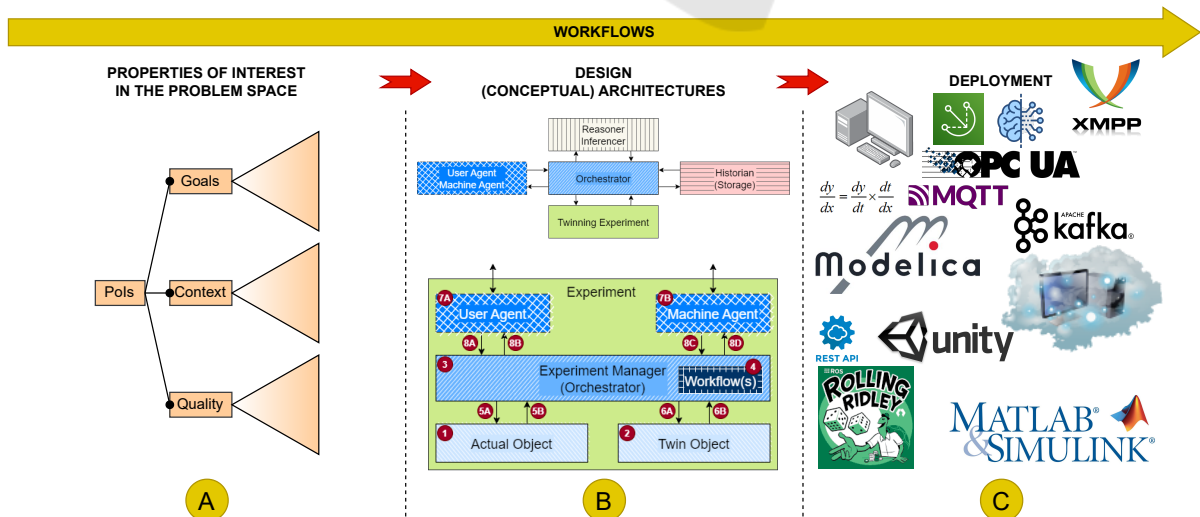 WORKFLOWS
PROPERTIES OF INTEREST
IN THE PROBLEM SPACE
PoIs
Goals
Context
Quality
A
DESIGN
(CONCEPTUAL) ARCHITECTURES
Reasoner
Inferencer
User Agent
Machine Agent
Orchestrator
Historian
(Storage)
Twinning Experiment
Experiment
7A
User Agent
7B
Machine Agent
8A
8B
8C
8D
3
Experiment Manager
(Orchestrator)
4
Workflow(s)
5A
5B
6A
6B
1
Actual Object
2
Twin Object
B
DEPLOYMENT
XMPP
OPC UA™
MQTT
dy/dx = dy/dt × dt/dx
APACHE
kafka®
Modelica
REST API
unity
ROS
ROLLING
RIDLEY
MATLAB®
&SIMULINK®
C